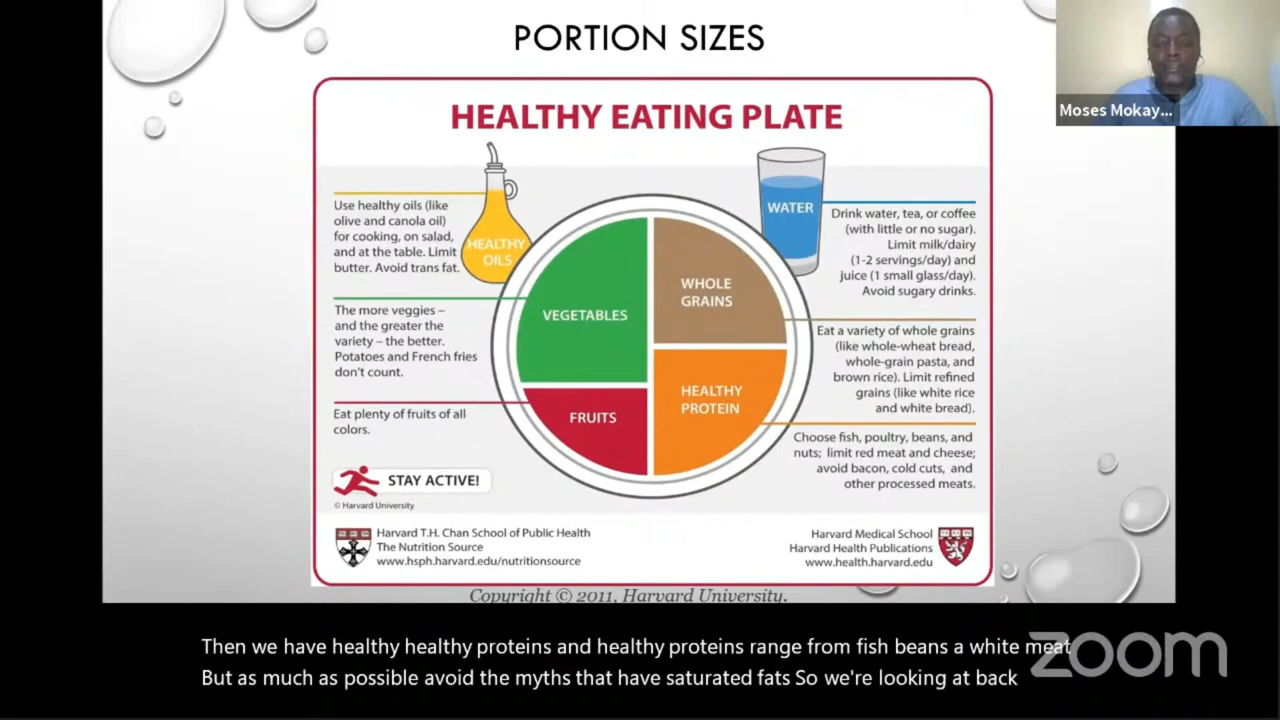 PORTION SIZES
Moses Mokay...
HEALTHY EATING PLATE
Use healthy oils (like
olive and canola oil)
for cooking, on salad,
and at the table. Limit
butter. Avoid trans fat.
HEALTHY
OILS
The more veggies –
and the greater the
variety – the better.
Potatoes and French fries
don't count.
Eat plenty of fruits of all
colors.
STAY ACTIVE!
© Harvard University
VEGETABLES
FRUITS
WHOLE
GRAINS
HEALTHY
PROTEIN
WATER
Drink water, tea, or coffee
(with little or no sugar).
Limit milk/dairy
(1-2 servings/day) and
juice (1 small glass/day).
Avoid sugary drinks.
Eat a variety of whole grains
(like whole-wheat bread,
whole-grain pasta, and
brown rice). Limit refined
grains (like white rice
and white bread).
Choose fish, poultry, beans, and
nuts; limit red meat and cheese;
avoid bacon, cold cuts, and
other processed meats.
Harvard T.H. Chan School of Public Health
The Nutrition Source
www.hsph.harvard.edu/nutritionsource
Harvard Medical School
Harvard Health Publications
www.health.harvard.edu
Copyright © 2011, Harvard University.
Then we have healthy healthy proteins and healthy proteins range from fish beans a white meat
But as much as possible avoid the myths that have saturated fats So we're looking at back
zoom